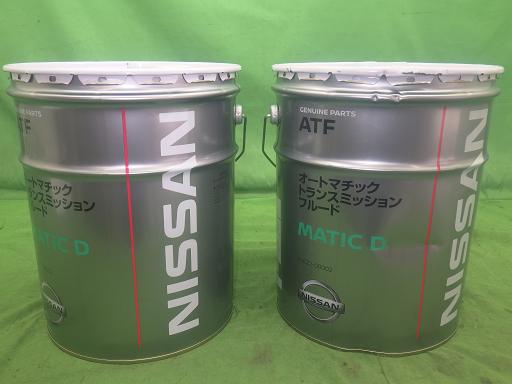 ATF
オートマチック
トランスミッション
フルード
MATIC D
NISSAN
GENUINE PARTS
ATF
オートマチック
トランスミッション
フルード
MATIC D
NISSAN
NISSAN